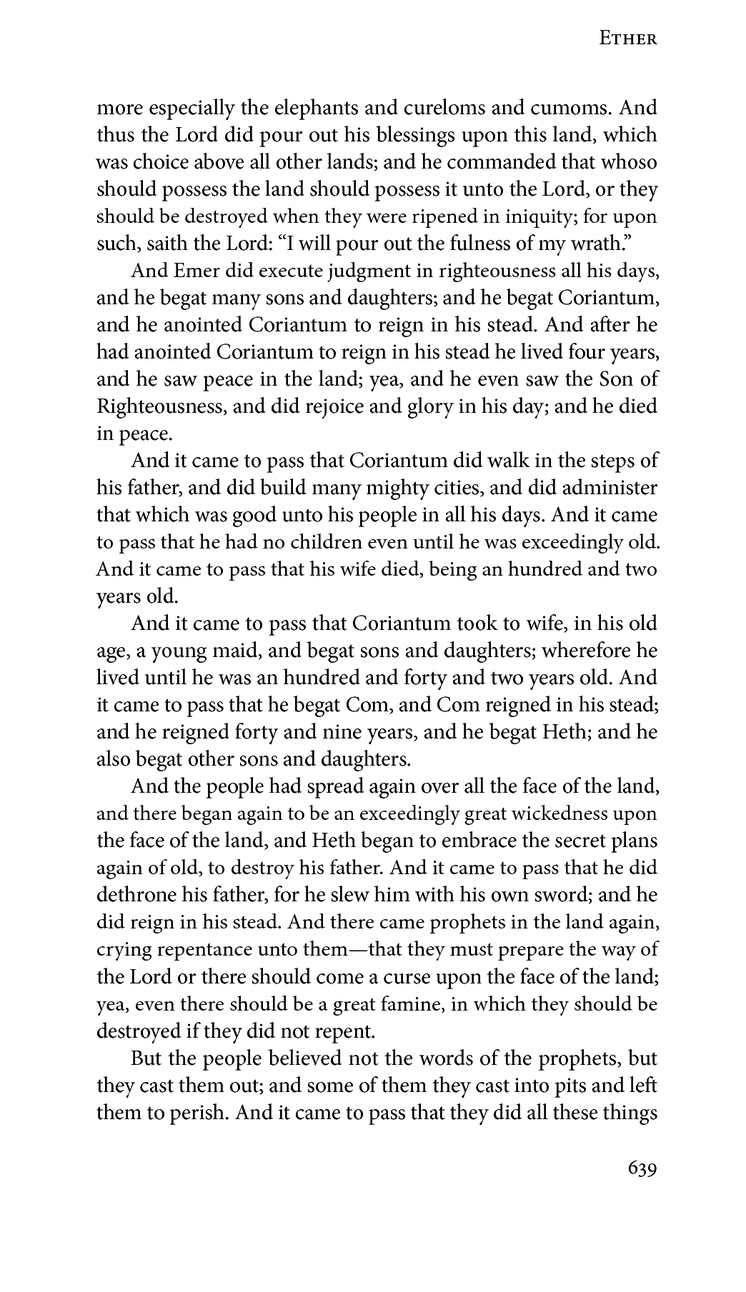 Ether
more especially the elephants and cureloms and cumoms. And
thus the Lord did pour out his blessings upon this land, which
was choice above all other lands; and he commanded that whoso
should possess the land should possess it unto the Lord, or they
should be destroyed when they were ripened in iniquity; for upon
such, saith the Lord: “I will pour out the fulness of my wrath.”
And Emer did execute judgment in righteousness all his days,
and he begat many sons and daughters; and he begat Coriantum,
and he anointed Coriantum to reign in his stead. And after he
had anointed Coriantum to reign in his stead he lived four years,
and he saw peace in the land; yea, and he even saw the Son of
Righteousness, and did rejoice and glory in his day; and he died
in peace.
And it came to pass that Coriantum did walk in the steps of
his father, and did build many mighty cities, and did administer
that which was good unto his people in all his days. And it came
to pass that he had no children even until he was exceedingly old.
And it came to pass that his wife died, being an hundred and two
years old.
And it came to pass that Coriantum took to wife, in his old
age, a young maid, and begat sons and daughters; wherefore he
lived until he was an hundred and forty and two years old. And
it came to pass that he begat Com, and Com reigned in his stead;
and he reigned forty and nine years, and he begat Heth; and he
also begat other sons and daughters.
And the people had spread again over all the face of the land,
and there began again to be an exceedingly great wickedness upon
the face of the land, and Heth began to embrace the secret plans
again of old, to destroy his father. And it came to pass that he did
dethrone his father, for he slew him with his own sword; and he
did reign in his stead. And there came prophets in the land again,
crying repentance unto them—that they must prepare the way of
the Lord or there should come a curse upon the face of the land;
yea, even there should be a great famine, in which they should be
destroyed if they did not repent.
But the people believed not the words of the prophets, but
they cast them out; and some of them they cast into pits and left
them to perish. And it came to pass that they did all these things
639